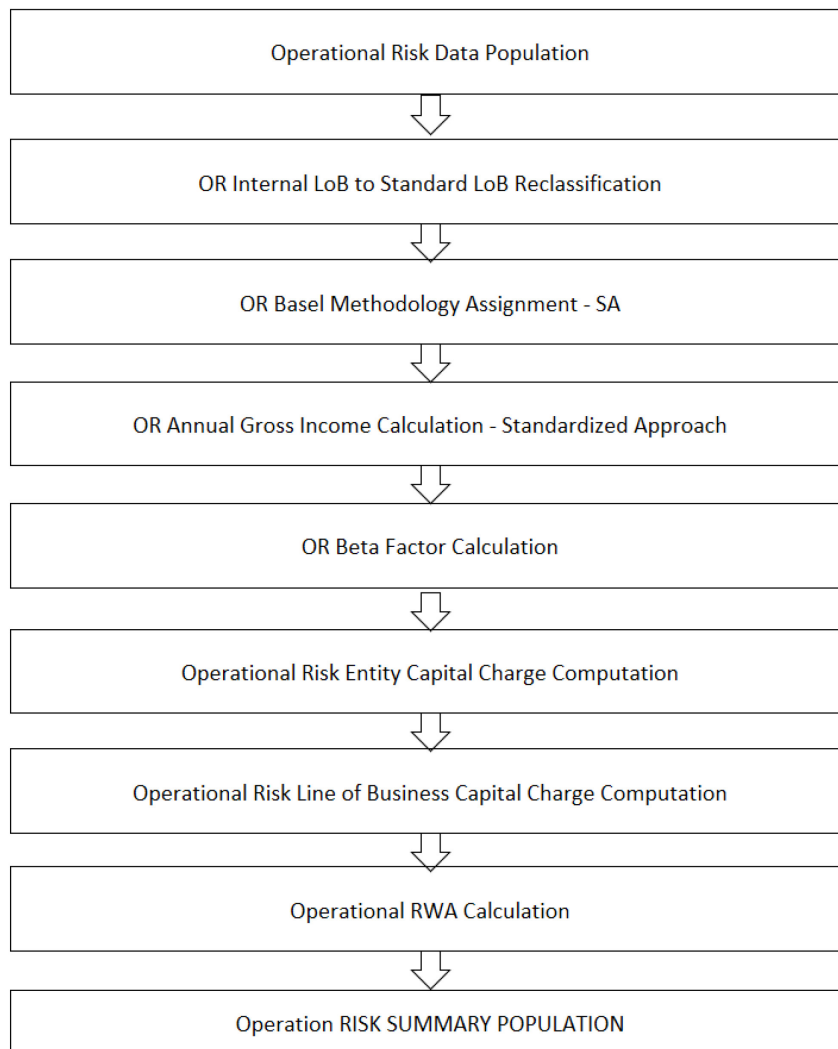 Operational Risk Data Population
OR Internal LoB to Standard LoB Reclassification
OR Basel Methodology Assignment - SA
OR Annual Gross Income Calculation - Standardized Approach
OR Beta Factor Calculation
Operational Risk Entity Capital Charge Computation
Operational Risk Line of Business Capital Charge Computation
Operational RWA Calculation
Operation RISK SUMMARY POPULATION